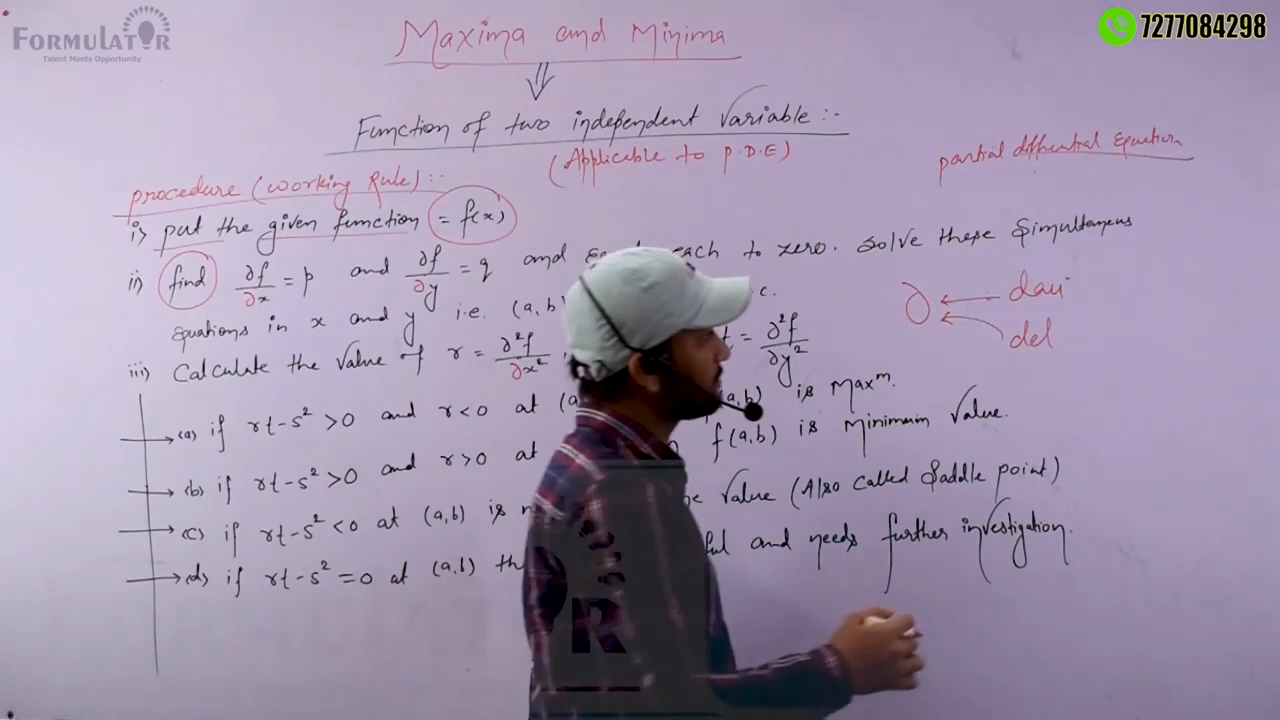 FORMULATOR
Talent Meets Opportunity
7277084298
Maxima and Minima
⇓
Function of two independent Variable :-
(Applicable to P.D.E)
partial diffential Equation
procedure (Working Rule) :-
i) put the given function = f(x)
ii) find ∂f/∂x = p and ∂f/∂y = q and each to zero. Solve these Simultaneous
Equations in x and y i.e. (a, b)
∂ ← dau
← del
iii) Calculate the Value of r = ∂²f/∂x², t = ∂²f/∂y²
(a) if rt-s² >0 and r<0 at (a,b) is Maxᵐ.
(b) if rt-s² >0 and r>0 at f(a,b) is Minimum Value.
(c) if rt-s² <0 at (a,b) is Value (Also called Saddle point)
(d) if rt-s² =0 at (a,b) and needs further investigation.
R